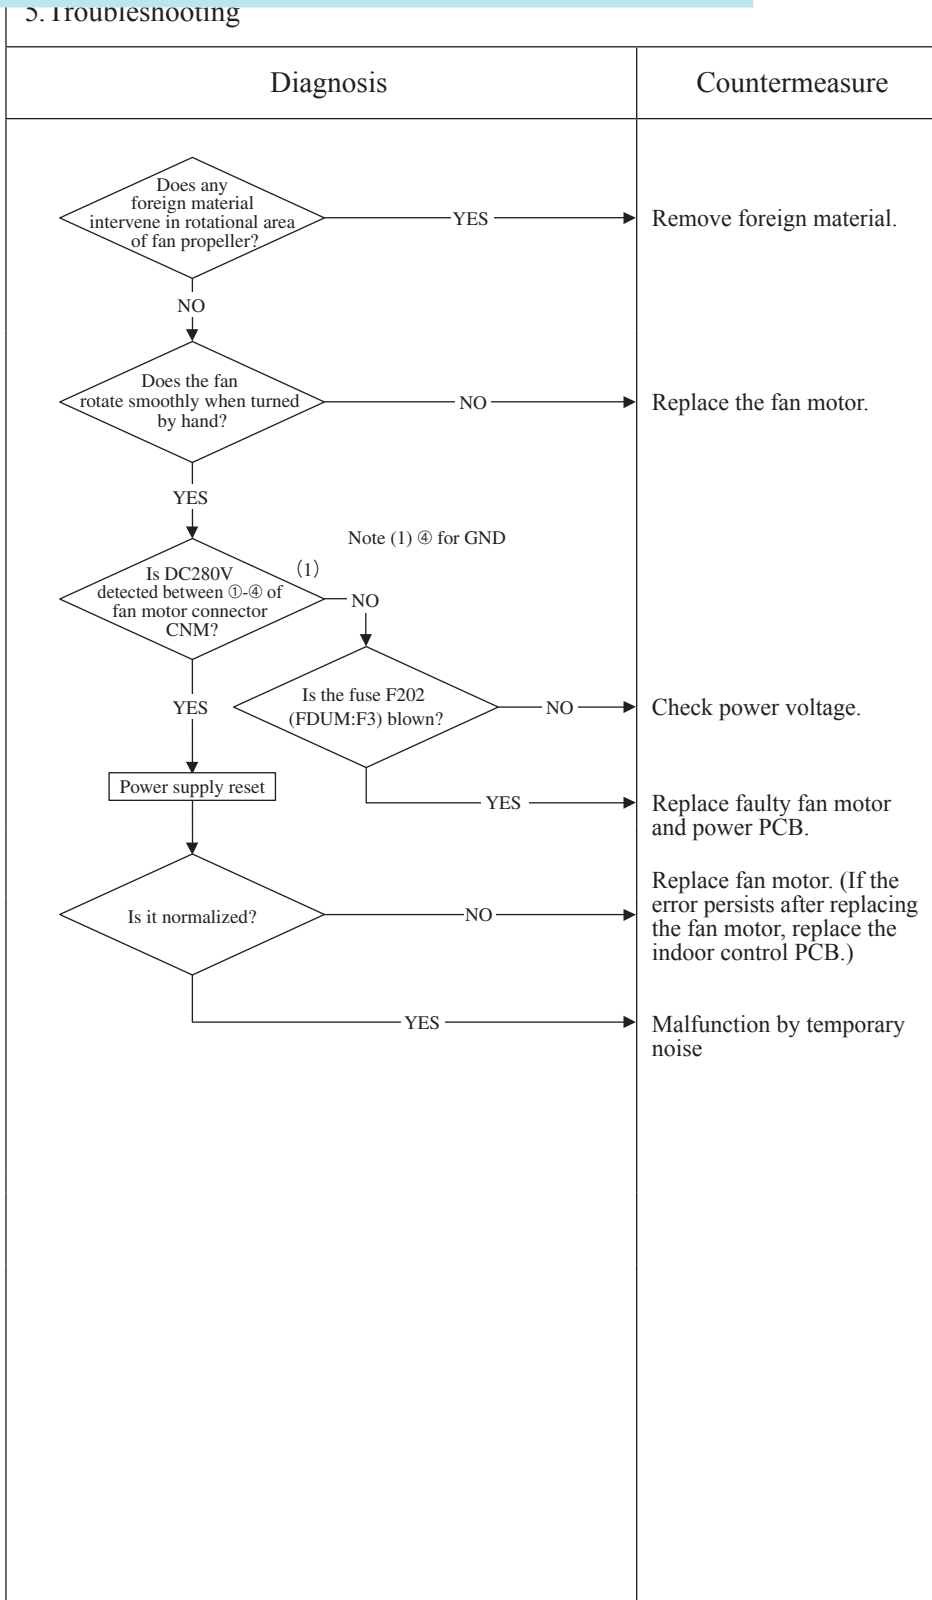 5. Troubleshooting
Diagnosis
Countermeasure
Does any
foreign material
intervene in rotational area
of fan propeller?
YES
Remove foreign material.
NO
Does the fan
rotate smoothly when turned
by hand?
NO
Replace the fan motor.
YES
Note (1) ④ for GND
(1)
Is DC280V
detected between ①-④ of
fan motor connector
CNM?
NO
YES
Is the fuse F202
(FDUM:F3) blown?
NO
Check power voltage.
Power supply reset
YES
Replace faulty fan motor
and power PCB.
Is it normalized?
NO
Replace fan motor. (If the
error persists after replacing
the fan motor, replace the
indoor control PCB.)
YES
Malfunction by temporary
noise